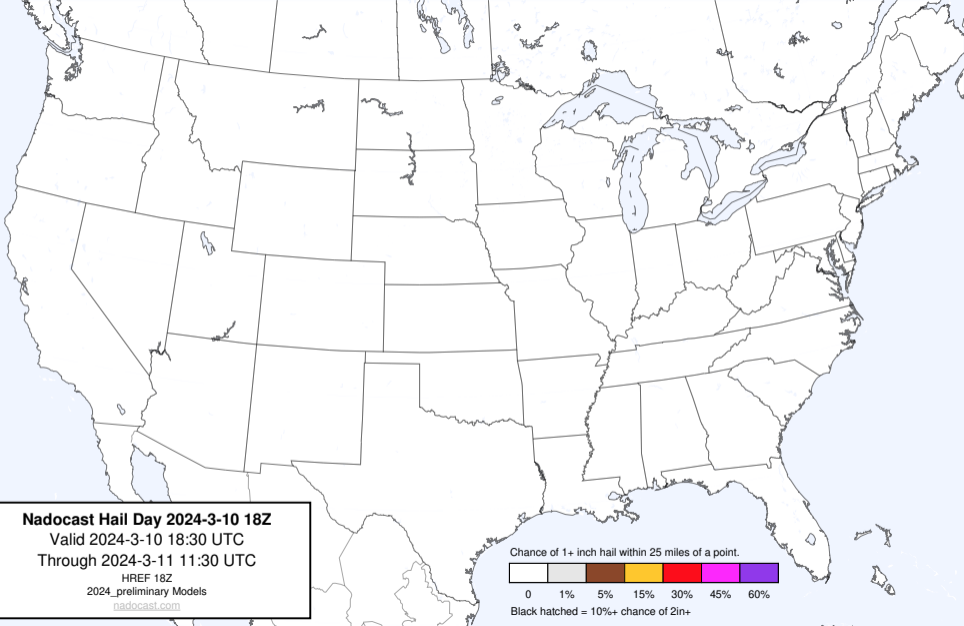 Nadocast Hail Day 2024-3-10 18Z
Valid 2024-3-10 18:30 UTC
Through 2024-3-11 11:30 UTC
HREF 18Z
2024_preliminary Models
nadocast.com
Chance of 1+ inch hail within 25 miles of a point.
0 1% 5% 15% 30% 45% 60%
Black hatched = 10%+ chance of 2in+